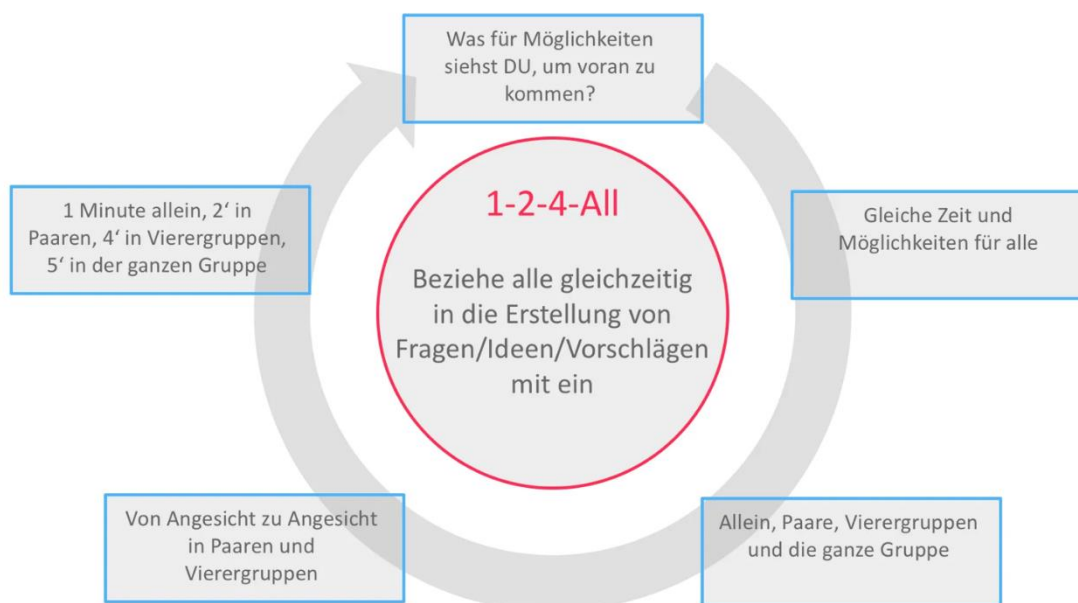 Was für Möglichkeiten
siehst DU, um voran zu
kommen?
1-2-4-All
Beziehe alle gleichzeitig
in die Erstellung von
Fragen/Ideen/Vorschlägen
mit ein
Gleiche Zeit und
Möglichkeiten für alle
Allein, Paare, Vierergruppen
und die ganze Gruppe
Von Angesicht zu Angesicht
in Paaren und
Vierergruppen
1 Minute allein, 2‘ in
Paaren, 4‘ in Vierergruppen,
5‘ in der ganzen Gruppe